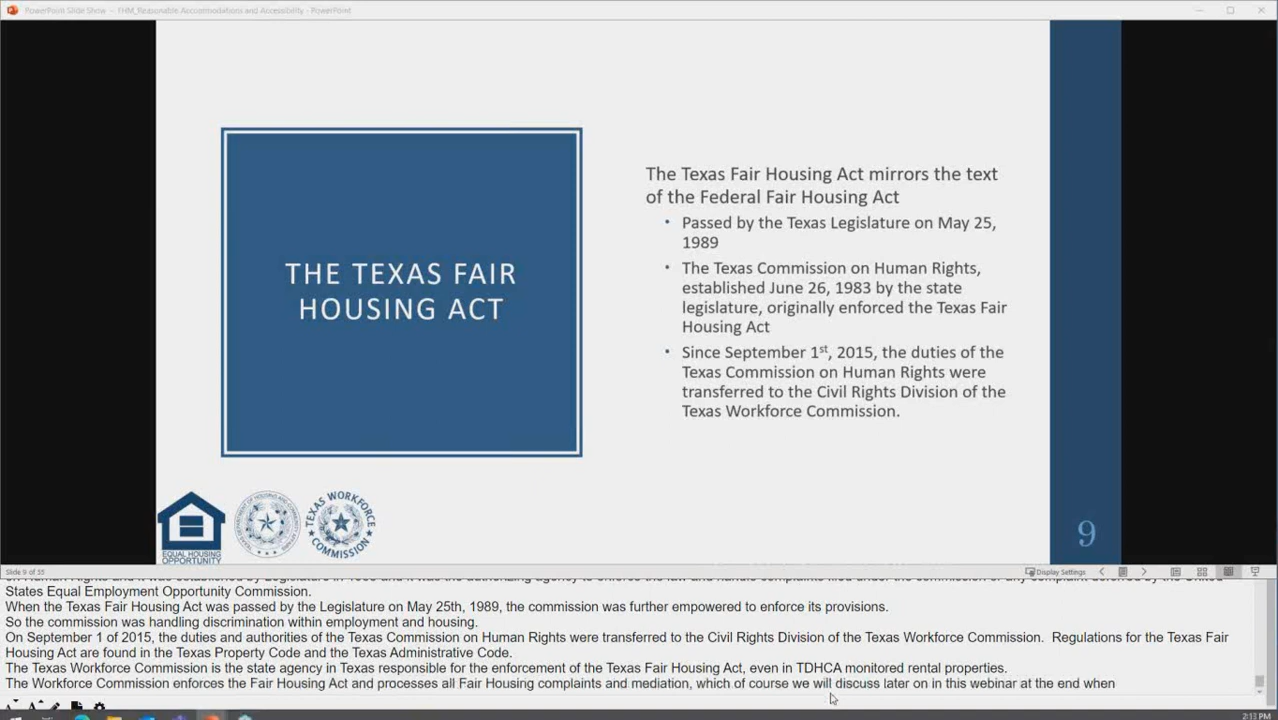 PowerPoint Slide Show - FHM_Reasonable Accommodations and Accessibility - PowerPoint
THE TEXAS FAIR
HOUSING ACT
The Texas Fair Housing Act mirrors the text
of the Federal Fair Housing Act
• Passed by the Texas Legislature on May 25,
1989
• The Texas Commission on Human Rights,
established June 26, 1983 by the state
legislature, originally enforced the Texas Fair
Housing Act
• Since September 1st, 2015, the duties of the
Texas Commission on Human Rights were
transferred to the Civil Rights Division of the
Texas Workforce Commission.
EQUAL HOUSING
OPPORTUNITY
TEXAS WORKFORCE
COMMISSION
9
Slide 9 of 55
Display Settings
States Equal Employment Opportunity Commission.
When the Texas Fair Housing Act was passed by the Legislature on May 25th, 1989, the commission was further empowered to enforce its provisions.
So the commission was handling discrimination within employment and housing.
On September 1 of 2015, the duties and authorities of the Texas Commission on Human Rights were transferred to the Civil Rights Division of the Texas Workforce Commission. Regulations for the Texas Fair
Housing Act are found in the Texas Property Code and the Texas Administrative Code.
The Texas Workforce Commission is the state agency in Texas responsible for the enforcement of the Texas Fair Housing Act, even in TDHCA monitored rental properties.
The Workforce Commission enforces the Fair Housing Act and processes all Fair Housing complaints and mediation, which of course we will discuss later on in this webinar at the end when
2:13 PM